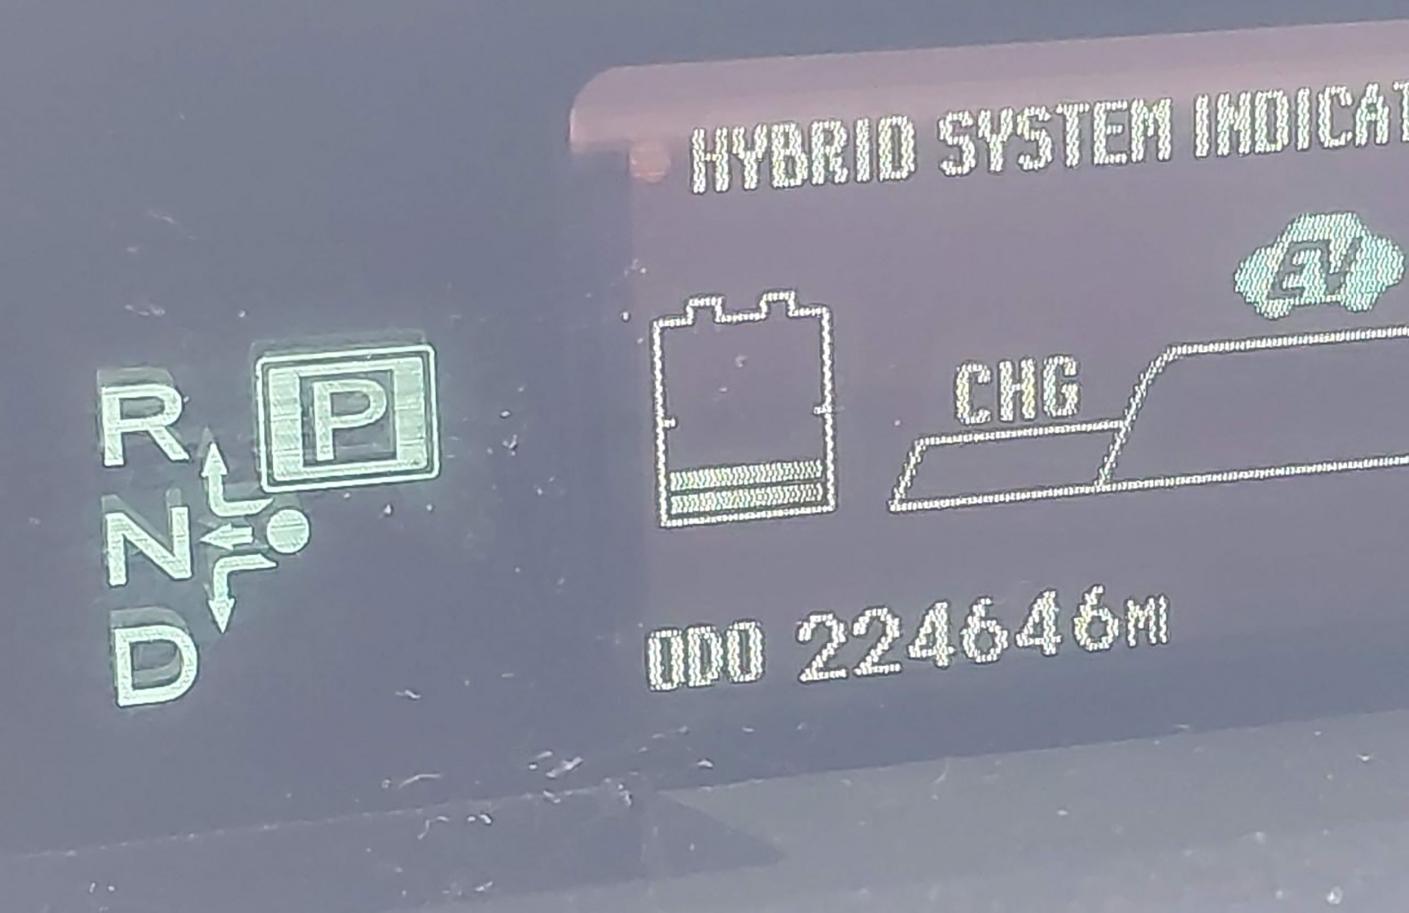 HYBRID SYSTEM INDICAT
EV
CHG
R
P
N
D
ODO 224646MI